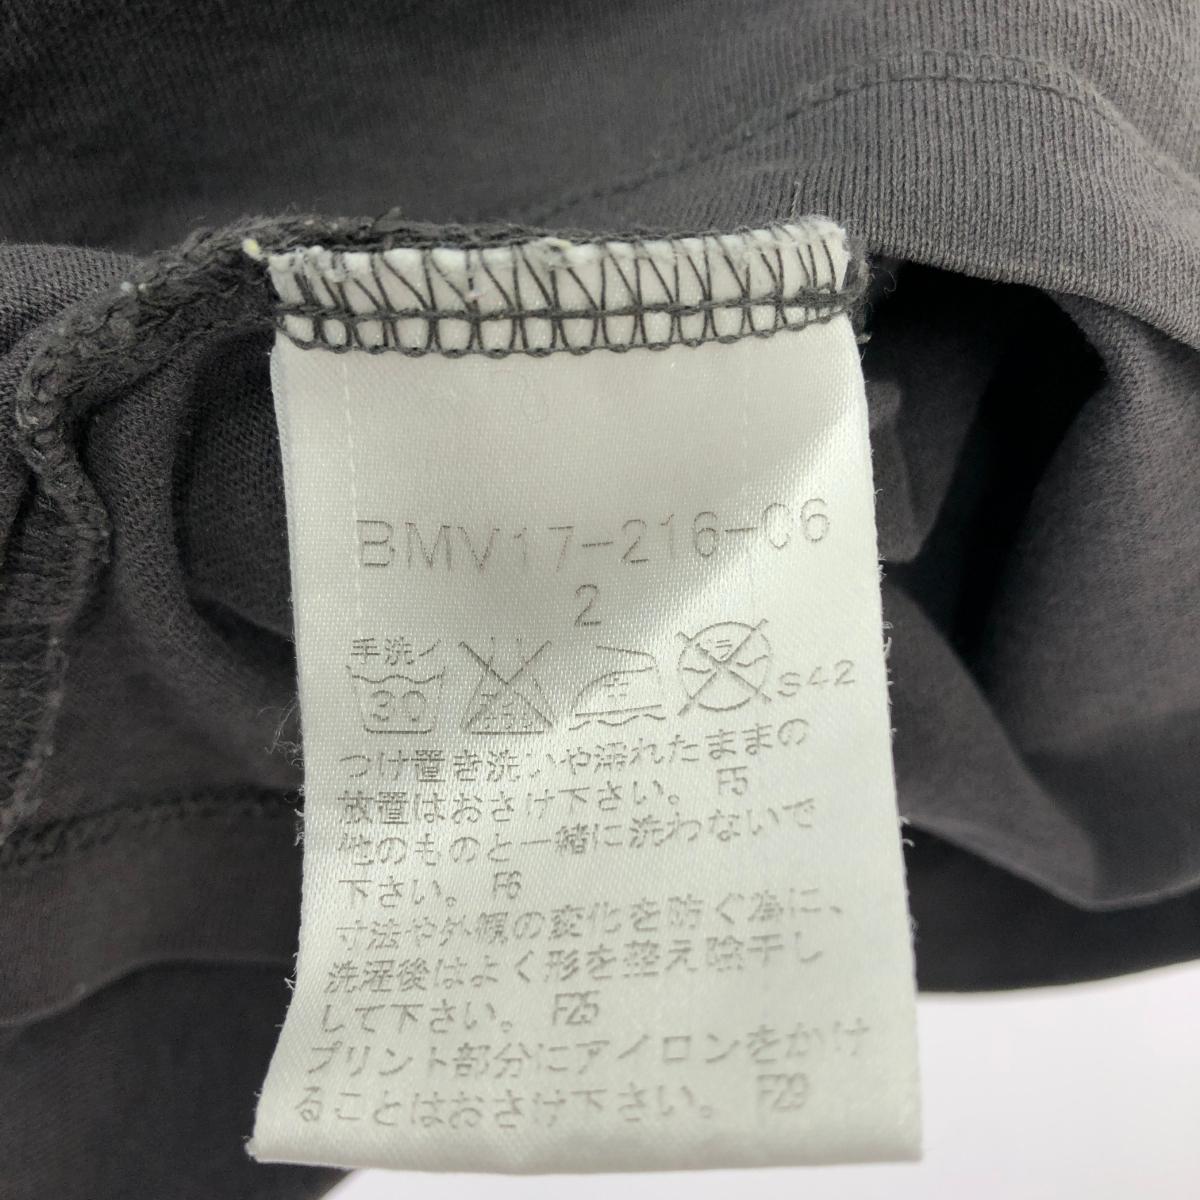 BMV17-216-06
2
手洗イ
30
S42
つけ置き洗いや濡れたままの
放置はおさけ下さい。 F5
他のものと一緒に洗わないで
下さい。 F6
寸法や外観の変化を防ぐ為に、
洗濯後はよく形を整え陰干し
して下さい。 F25
プリント部分にアイロンをかけ
ることはおさけ下さい。 F29